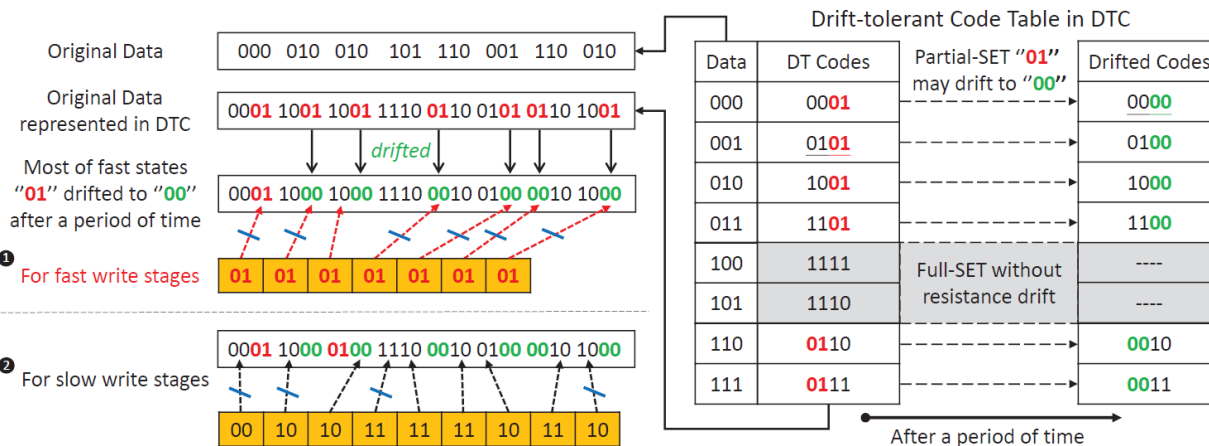 Original Data
000 010 010 101 110 001 110 010
Original Data
represented in DTC
0001 1001 1001 1110 0110 0101 0110 1001
drifted
Most of fast states
“01” drifted to “00”
after a period of time
0001 1000 1000 1110 0010 0100 0010 1000
❶
For fast write stages
01 01 01 01 01 01 01
❷
For slow write stages
0001 1000 0100 1110 0010 0100 0010 1000
00 10 10 11 11 11 10 11 10
Drift-tolerant Code Table in DTC
Data DT Codes Partial-SET “01” may drift to “00” Drifted Codes
000 0001 0000
001 0101 0100
010 1001 1000
011 1101 1100
100 1111 ----
Full-SET without
resistance drift
101 1110 ----
110 0110 0010
111 0111 0011
After a period of time